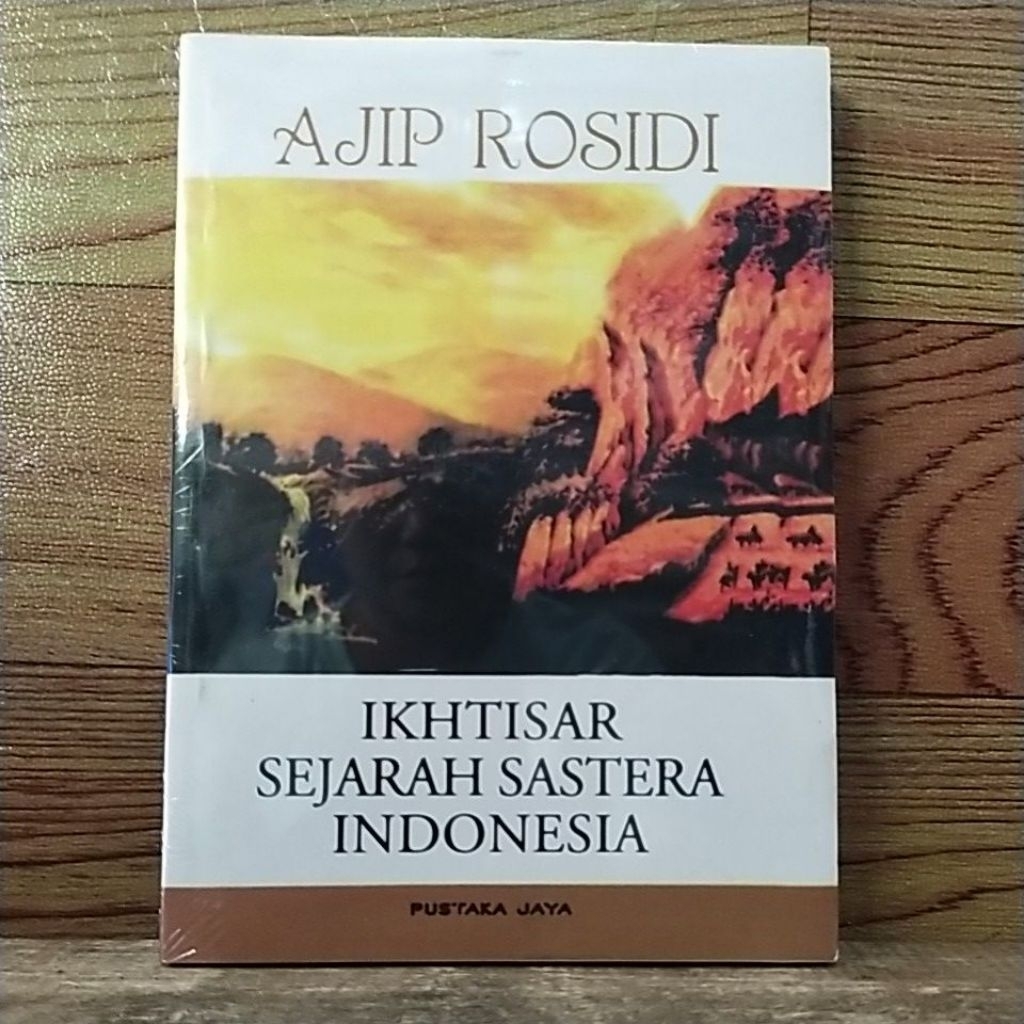 AJIP ROSIDI
IKHTISAR
SEJARAH SASTERA
INDONESIA
PUSTAKA JAYA